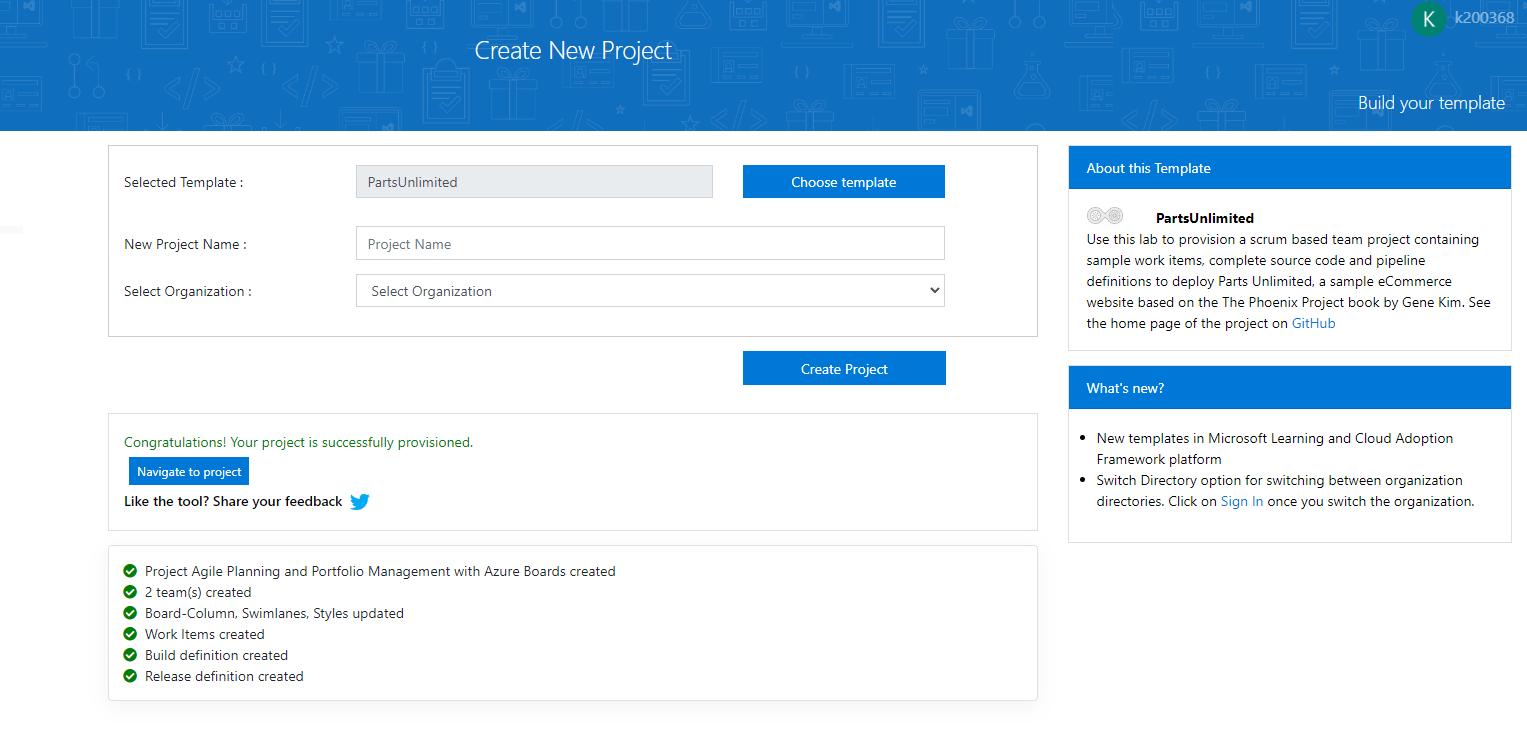 K k200368
Create New Project
Build your template
Selected Template :
PartsUnlimited
Choose template
New Project Name :
Project Name
Select Organization :
Select Organization
Create Project
Congratulations! Your project is successfully provisioned.
Navigate to project
Like the tool? Share your feedback
Project Agile Planning and Portfolio Management with Azure Boards created
2 team(s) created
Board-Column, Swimlanes, Styles updated
Work Items created
Build definition created
Release definition created
About this Template
PartsUnlimited
Use this lab to provision a scrum based team project containing
sample work items, complete source code and pipeline
definitions to deploy Parts Unlimited, a sample eCommerce
website based on the The Phoenix Project book by Gene Kim. See
the home page of the project on GitHub
What's new?
New templates in Microsoft Learning and Cloud Adoption
Framework platform
Switch Directory option for switching between organization
directories. Click on Sign In once you switch the organization.